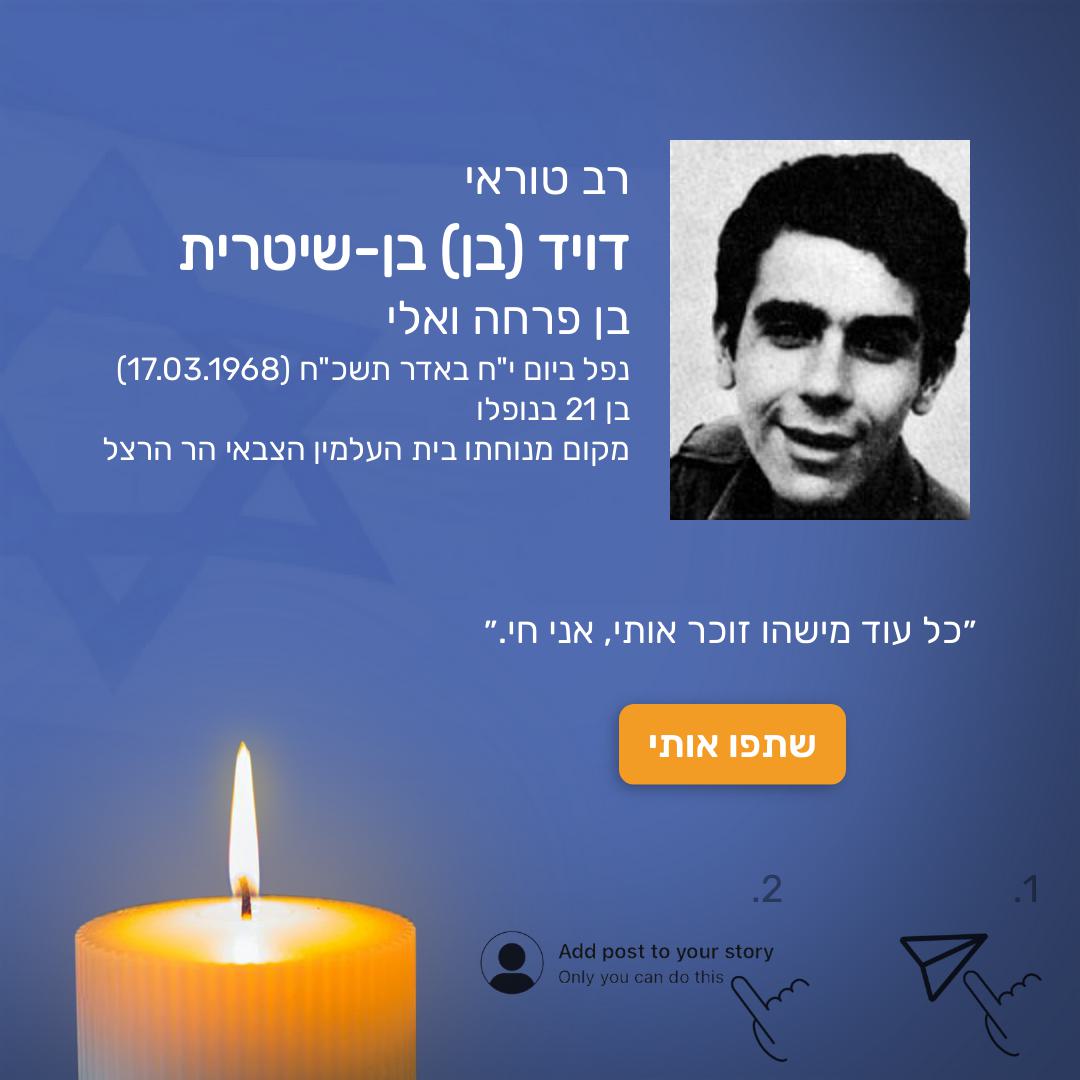 רב טוראי
דויד (בן) בן-שיטרית
בן פרחה ואלי
נפל ביום י"ח באדר תשכ"ח (17.03.1968)
בן 21 בנופלו
מקום מנוחתו בית העלמין הצבאי הר הרצל
״כל עוד מישהו זוכר אותי, אני חי.״
שתפו אותי
1.
2.
Add post to your story
Only you can do this